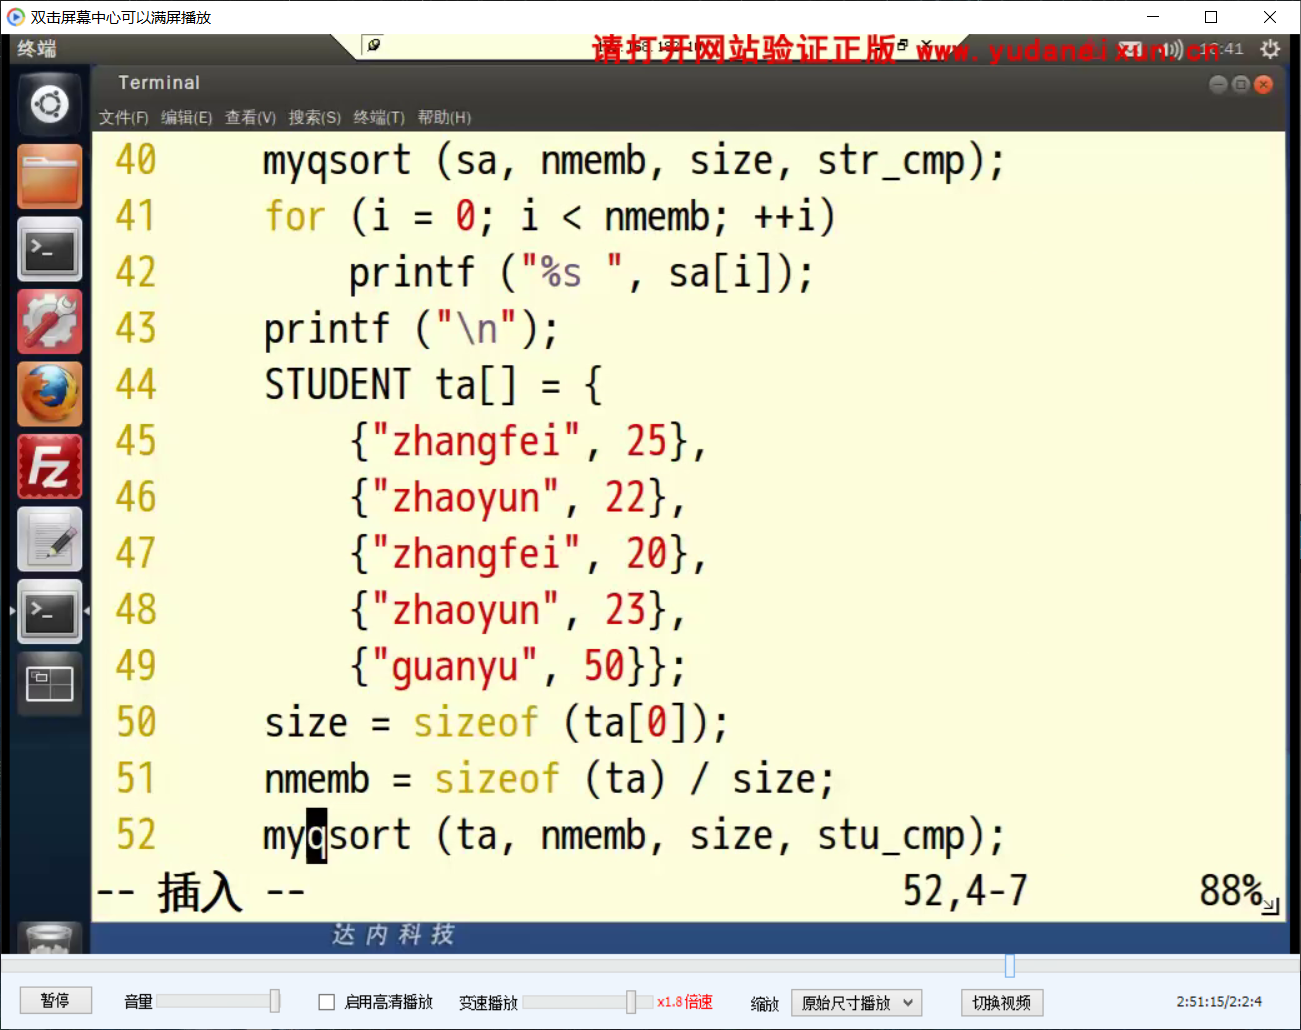 双击屏幕中心可以满屏播放
终端
请打开网站验证正版 www.yudandixun.cn
Terminal
文件(F) 编辑(E) 查看(V) 搜索(S) 终端(T) 帮助(H)
40 myqsort (sa, nmemb, size, str_cmp);
41 for (i = 0; i < nmemb; ++i)
42 printf ("%s ", sa[i]);
43 printf ("\n");
44 STUDENT ta[] = {
45 {"zhangfei", 25},
46 {"zhaoyun", 22},
47 {"zhangfei", 20},
48 {"zhaoyun", 23},
49 {"guanyu", 50}};
50 size = sizeof (ta[0]);
51 nmemb = sizeof (ta) / size;
52 myqsort (ta, nmemb, size, stu_cmp);
-- 插入 -- 52,4-7 88%
达内科技
暂停 音量 启用高清播放 变速播放 x1.8倍速 缩放 原始尺寸播放 切换视频 2:51:15/2:2:4